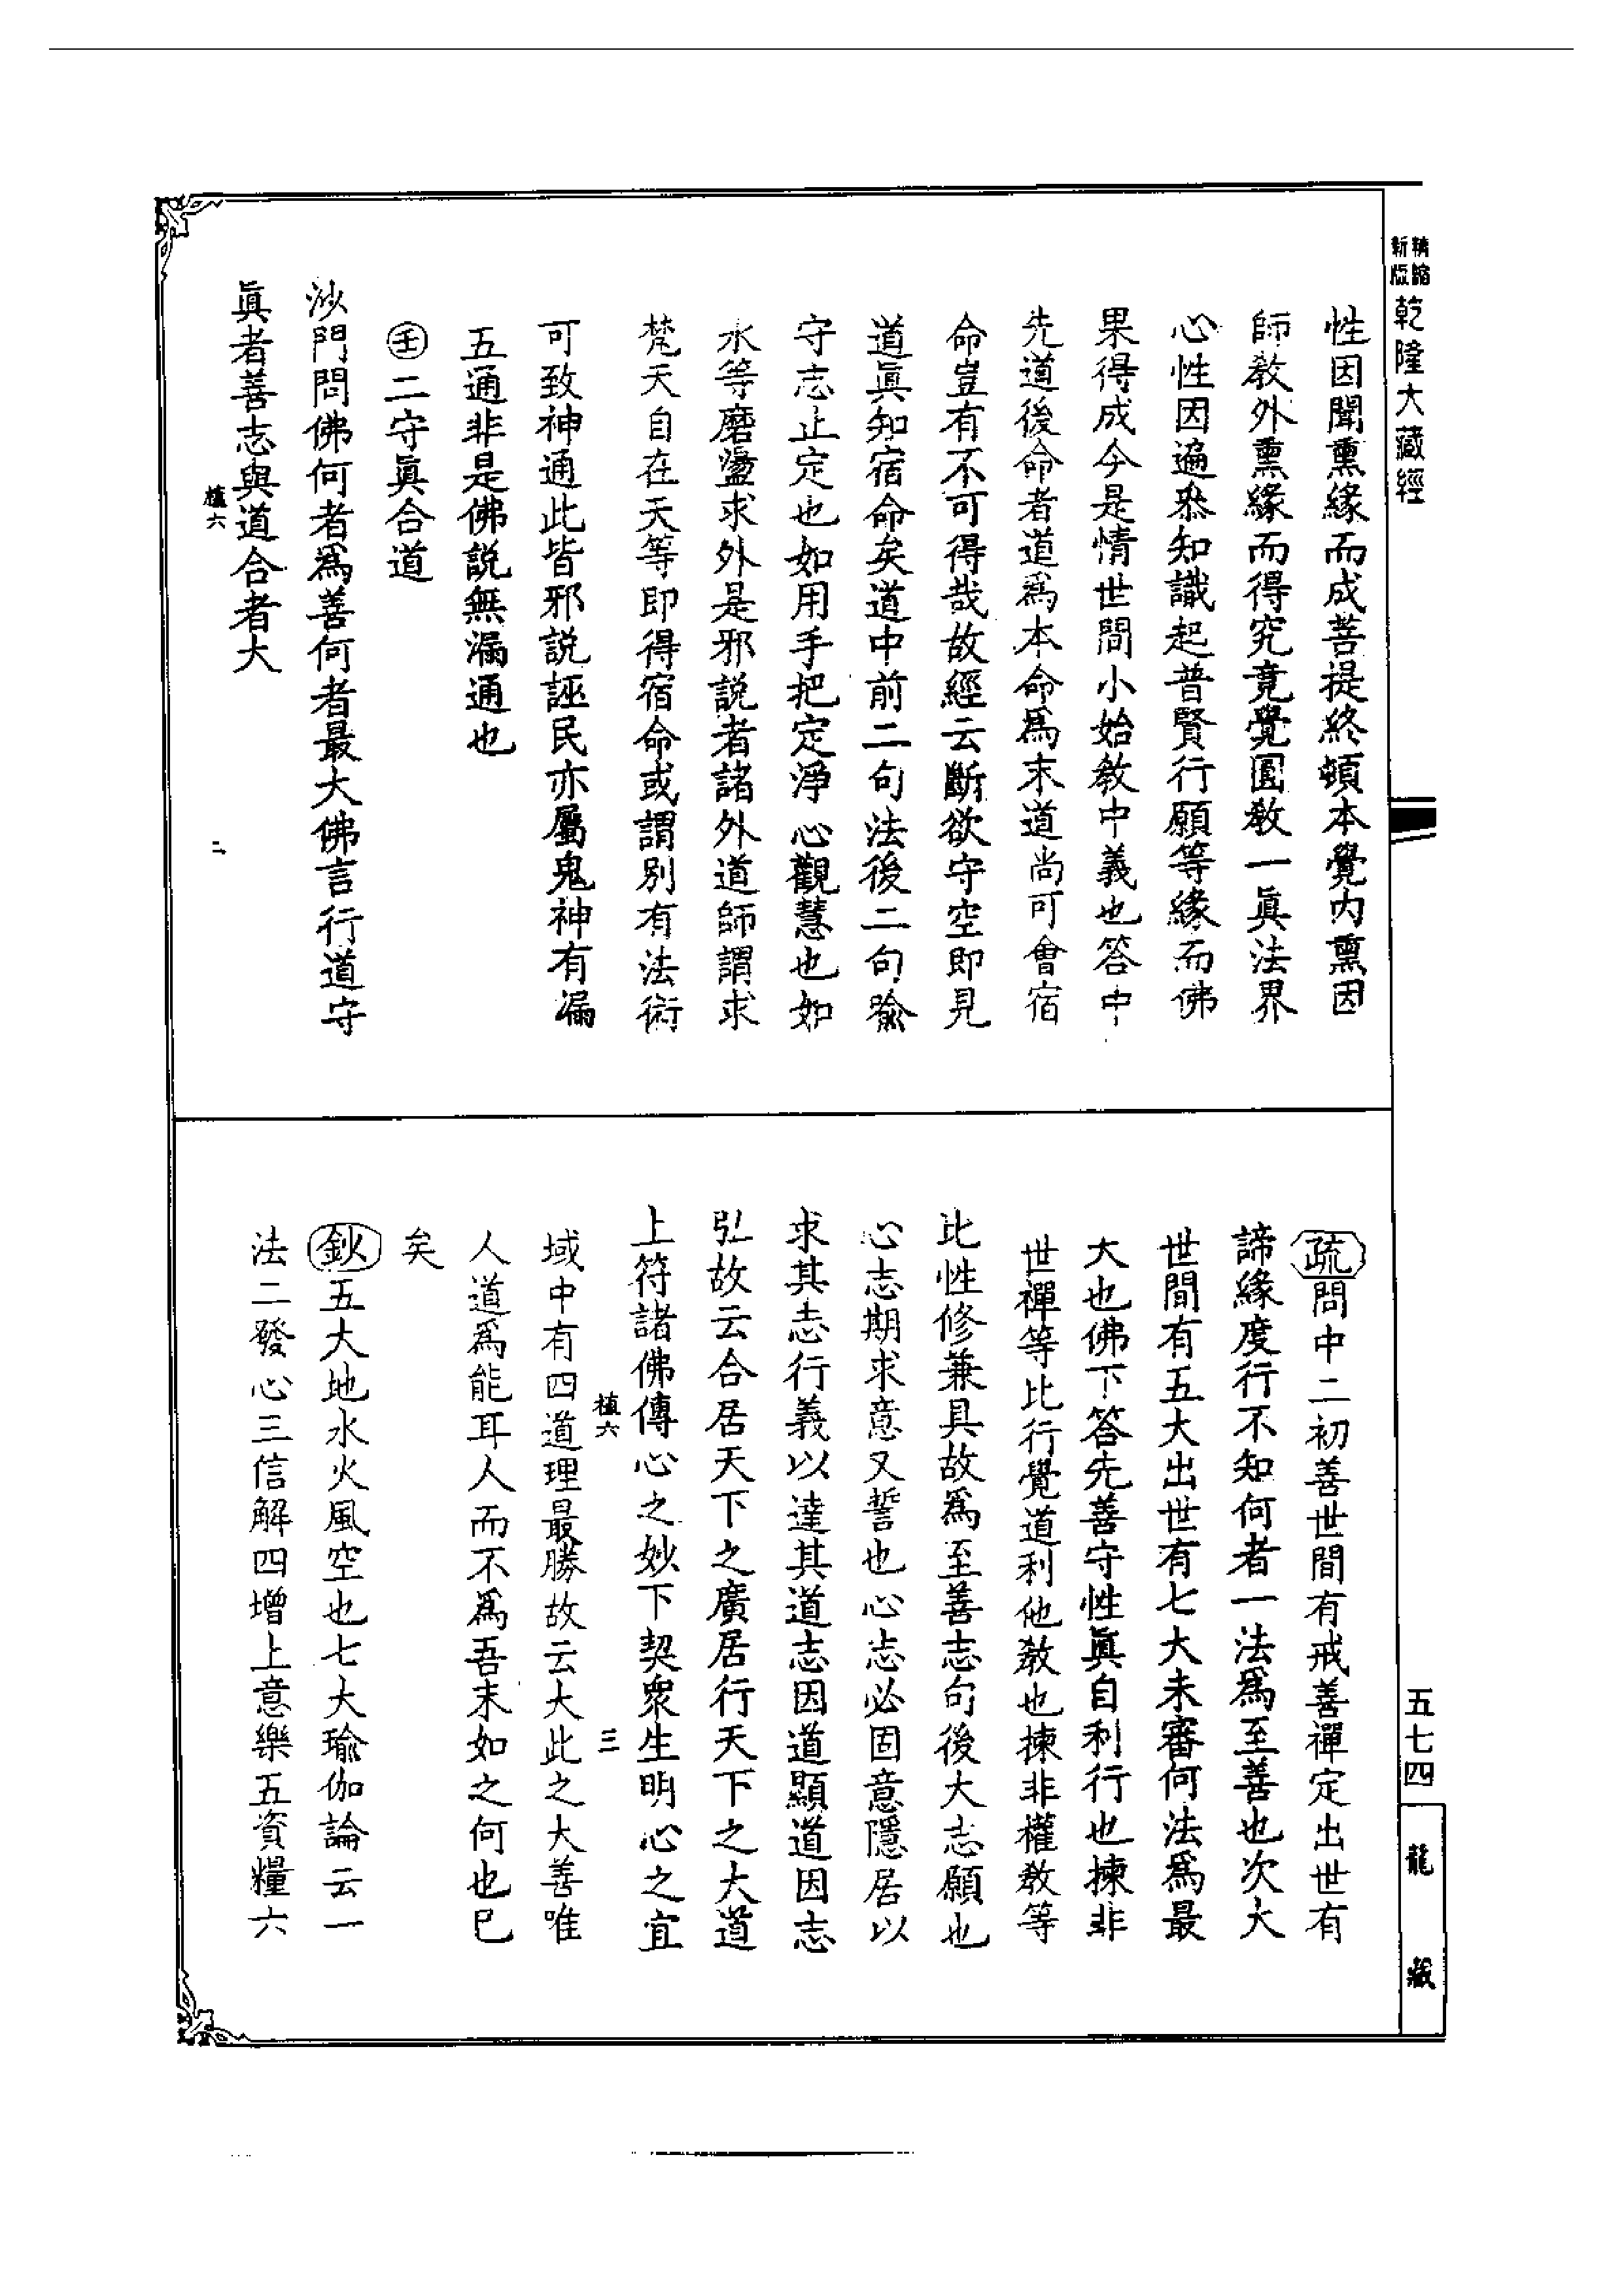 精縮
新版
乾隆大藏經
性因聞熏緣而成菩提終頓本覺內熏因
師教外熏緣而得究竟覺圓教一眞法界
心性因遍叅知識起普賢行願等緣而佛
果得成今是情世間小始教中義也答中
先道後命者道爲本命爲末道尚可會宿
命豈有不可得哉故經云斷欲守空即見
道眞知宿命矣道中前二句法後二句喻
守志止定也如用手把定淨心觀慧也如
水等磨盪求外是邪說者諸外道師謂求
梵天自在天等即得宿命或謂別有法術
可致神通此皆邪說誣民亦屬鬼神有漏
五通非是佛說無漏通也
㊂二守眞合道
沙門問佛何者爲善何者最大佛言行道守
眞者善志與道合者大
植六
二
疏問中二初善世間有戒善禪定出世有
諦緣度行不知何者一法爲至善也次大
世間有五大出世有七大未審何法爲最
大也佛下答先善守性眞自利行也揀非
世禪等比行覺道利他教也揀非權教等
此性修兼具故爲至善志句後大志願也
心志期求意又誓也心志必固意隱居以
求其志行義以達其道志因道顯道因志
弘故云合居天下之廣居行天下之大道
上符諸佛傳心之妙下契衆生明心之宜
植六
三
域中有四道理最勝故云大此之大善唯
人道爲能耳人而不爲吾末如之何也已
矣
鈔五大地水火風空也七大瑜伽論云一
法二發心三信解四增上意樂五資糧六
五七四
龍藏